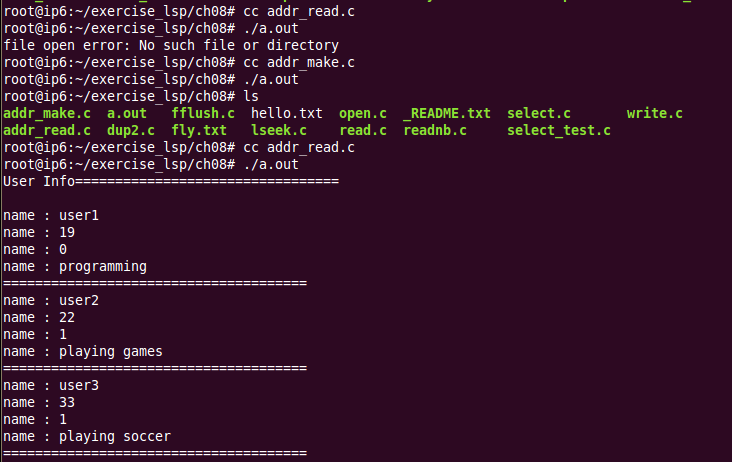 root@ip6:~/exercise_lsp/ch08# cc addr_read.c
root@ip6:~/exercise_lsp/ch08# ./a.out
file open error: No such file or directory
root@ip6:~/exercise_lsp/ch08# cc addr_make.c
root@ip6:~/exercise_lsp/ch08# ./a.out
root@ip6:~/exercise_lsp/ch08# ls
addr_make.c  a.out   fflush.c  hello.txt  open.c  _README.txt  select.c       write.c
addr_read.c  dup2.c  fly.txt   lseek.c    read.c  readnb.c     select_test.c
root@ip6:~/exercise_lsp/ch08# cc addr_read.c
root@ip6:~/exercise_lsp/ch08# ./a.out
User Info=================================
name : user1
name : 19
name : 0
name : programming
======================================
name : user2
name : 22
name : 1
name : playing games
======================================
name : user3
name : 33
name : 1
name : playing soccer
======================================